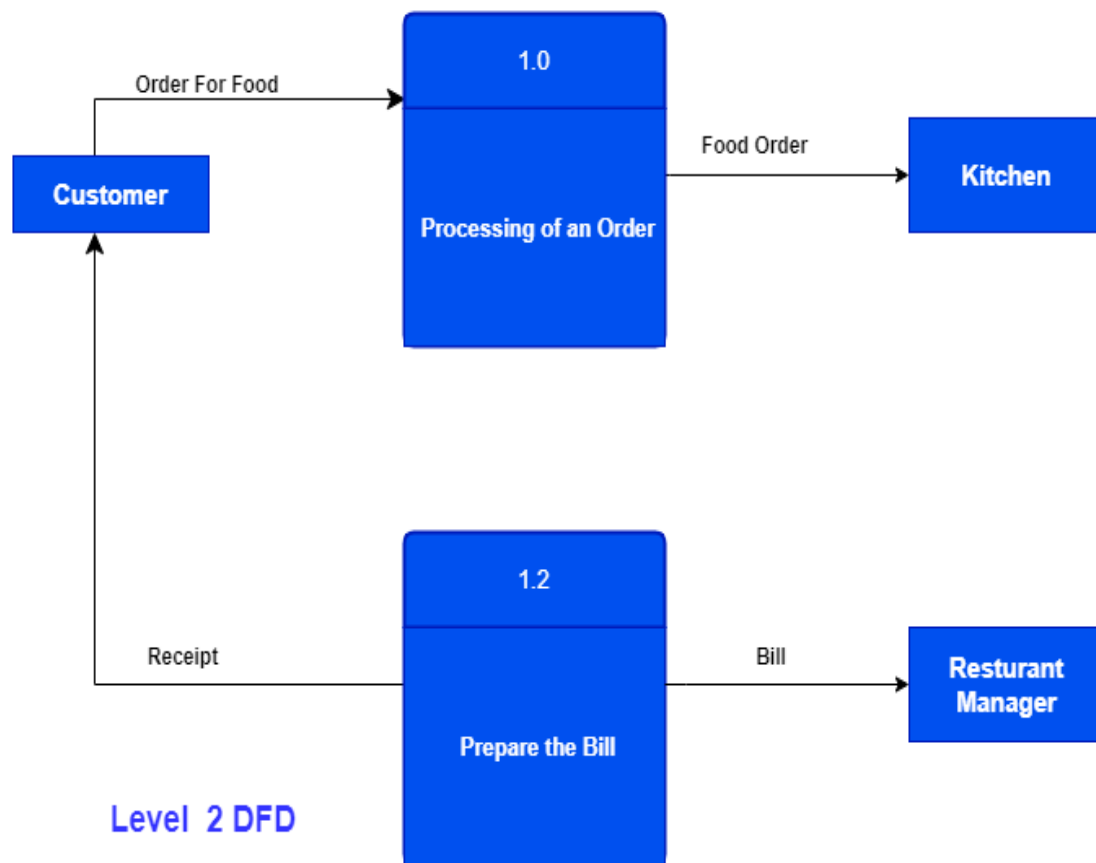 1.0
Order For Food
Food Order
Customer
Kitchen
Processing of an Order
1.2
Receipt
Bill
Resturant
Manager
Prepare the Bill
Level 2 DFD